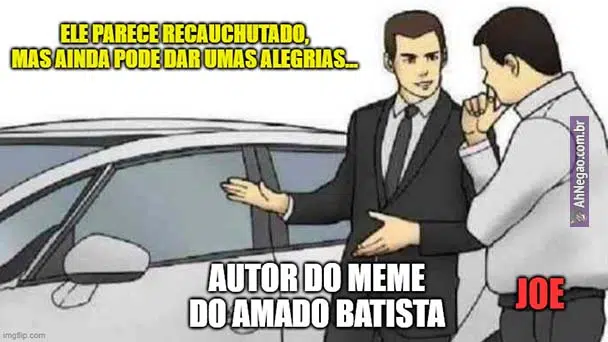 ELE PARECE RECAUCHUTADO,
MAS AINDA PODE DAR UMAS ALEGRIAS...
AhNegao.com.br
AUTOR DO MEME
DO AMADO BATISTA
JOE
imgflip.com